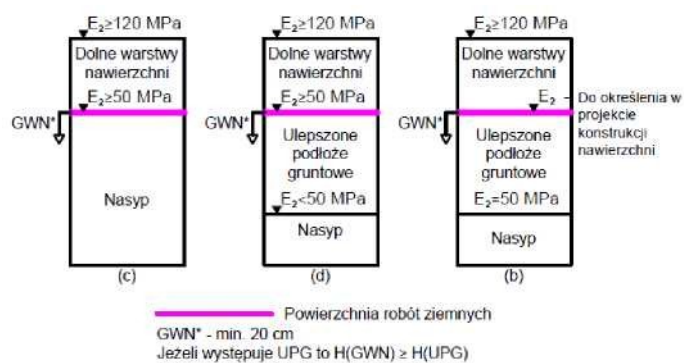 E₂≥120 MPa
Dolne warstwy
nawierzchni
E₂≥50 MPa
GWN*
Nasyp
(c)
E₂≥120 MPa
Dolne warstwy
nawierzchni
E₂≥50 MPa
GWN*
Ulepszone
podłoże
gruntowe
E₂<50 MPa
Nasyp
(d)
E₂≥120 MPa
Dolne warstwy
nawierzchni
E₂ - Do określenia w
projekcie
konstrukcji
nawierzchni
GWN*
Ulepszone
podłoże
gruntowe
E₂=50 MPa
Nasyp
(b)
Powierzchnia robót ziemnych
GWN* - min. 20 cm
Jeżeli występuje UPG to H(GWN) ≥ H(UPG)